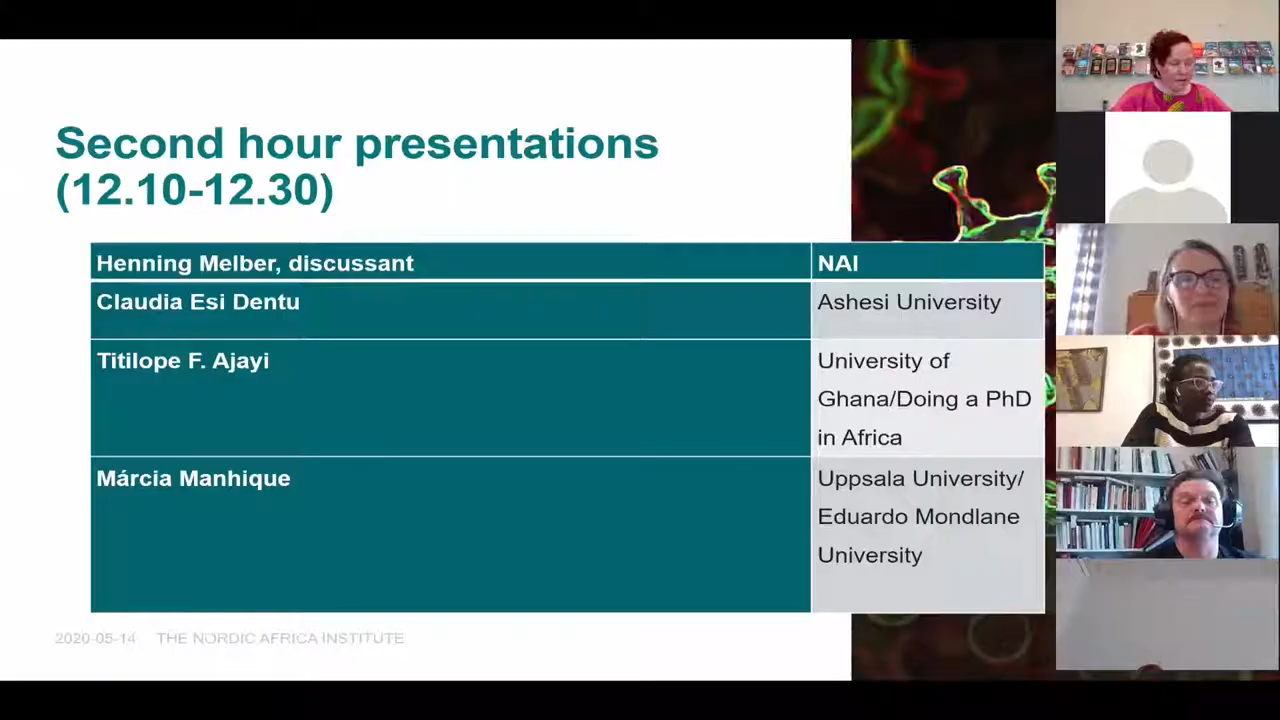 Second hour presentations
(12.10-12.30)
Henning Melber, discussant
NAI
Claudia Esi Dentu
Ashesi University
Titilope F. Ajayi
University of
Ghana/Doing a PhD
in Africa
Márcia Manhique
Uppsala University/
Eduardo Mondlane
University
2020-05-14 THE NORDIC AFRICA INSTITUTE